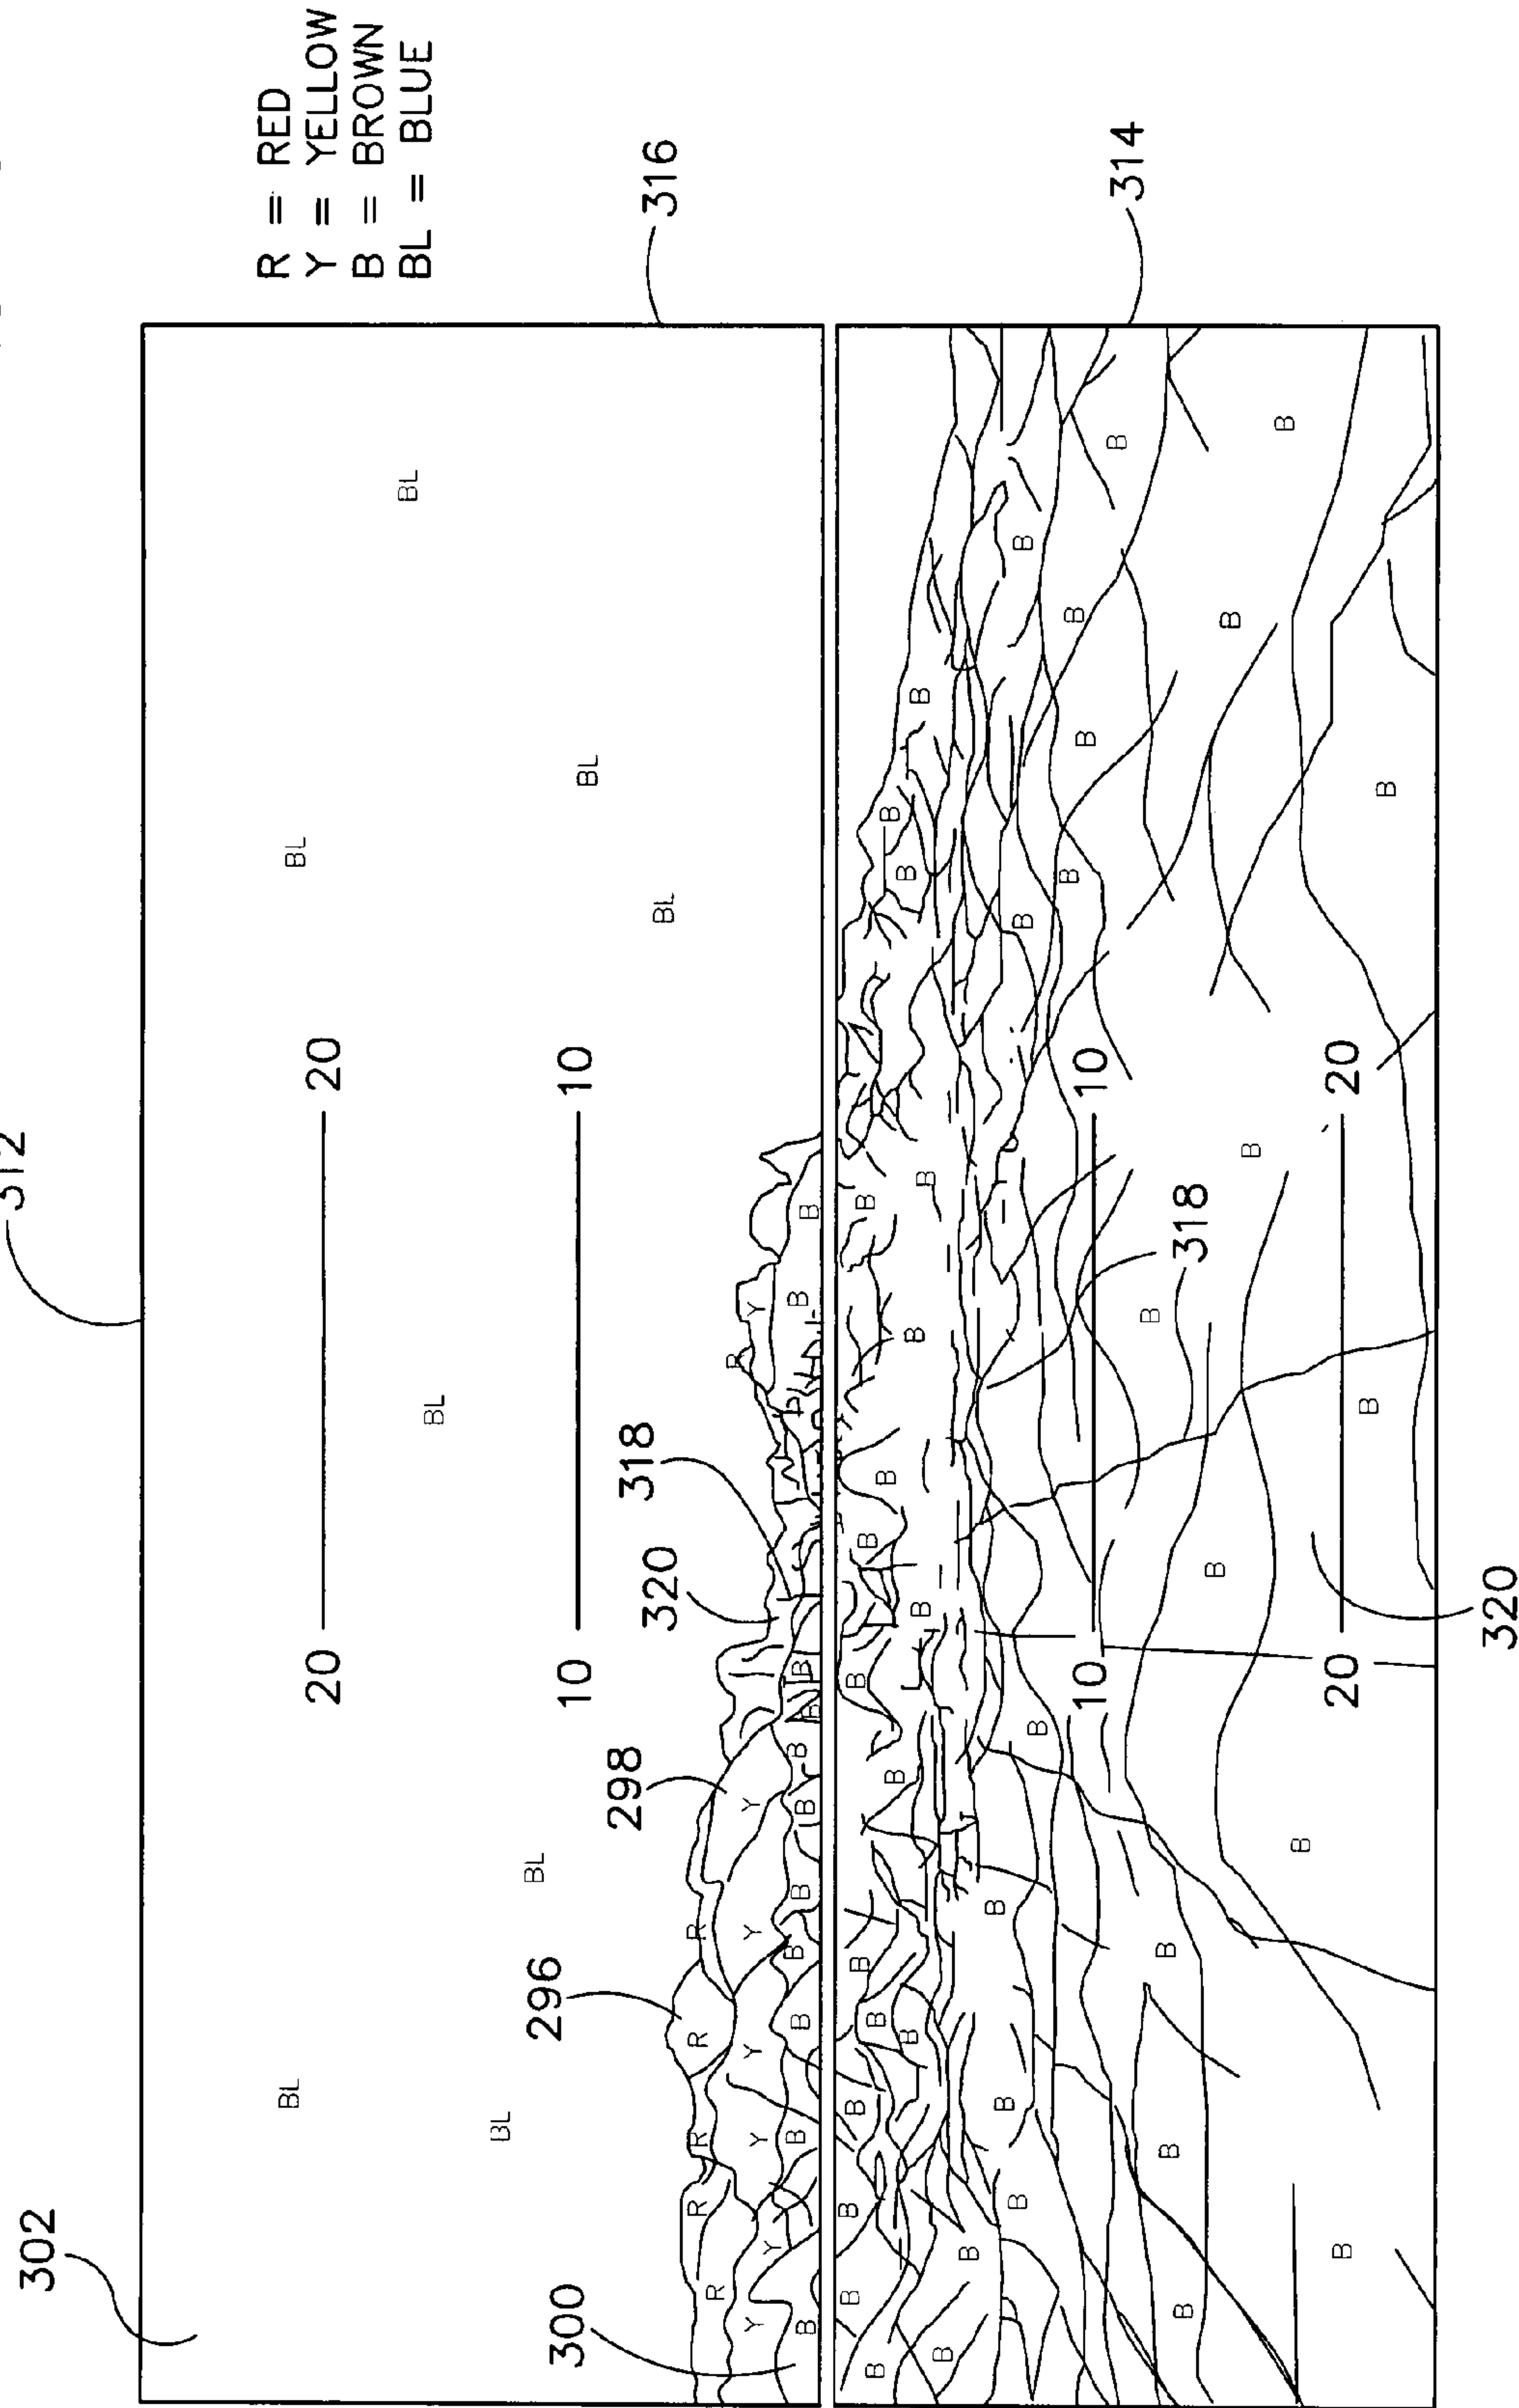 302 312
R = RED
Y = YELLOW
B = BROWN
BL = BLUE
BL BL
20 20
BL
BL
BL
BL
300 296 10 10 BL
298 318
320 BL 316
R R R R R R
Y Y Y Y Y Y Y
B B B B B B B B B B B
B B B B B B B B B B B
B B B B B B B B
B B B B B B B
10 10 314
B B B B B B
318
B B B B B B
20 20
B B B B B
320